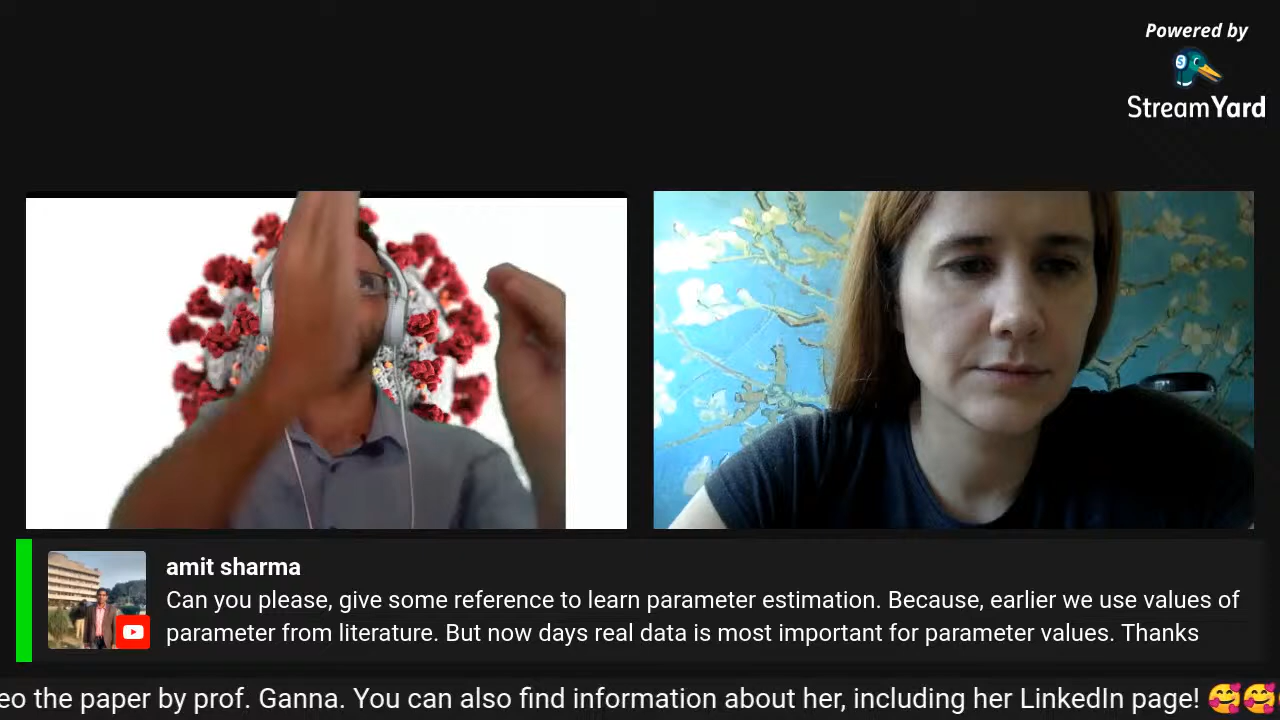 Powered by
S
StreamYard
amit sharma
Can you please, give some reference to learn parameter estimation. Because, earlier we use values of
parameter from literature. But now days real data is most important for parameter values. Thanks
eo the paper by prof. Ganna. You can also find information about her, including her LinkedIn page! 🥰🥰